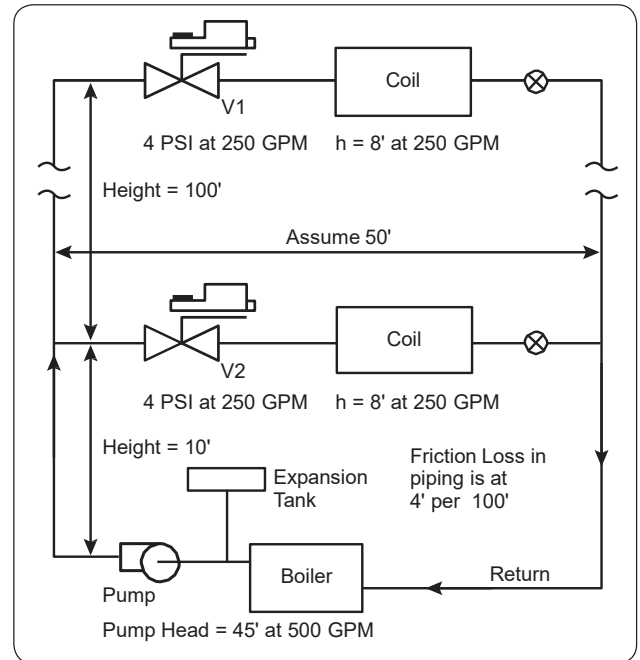 Coil
V1
4 PSI at 250 GPM h = 8' at 250 GPM
Height = 100'
Assume 50'
Coil
V2
4 PSI at 250 GPM h = 8' at 250 GPM
Height = 10'
Expansion
Tank
Friction Loss in
piping is at
4' per 100'
Boiler
Return
Pump
Pump Head = 45' at 500 GPM